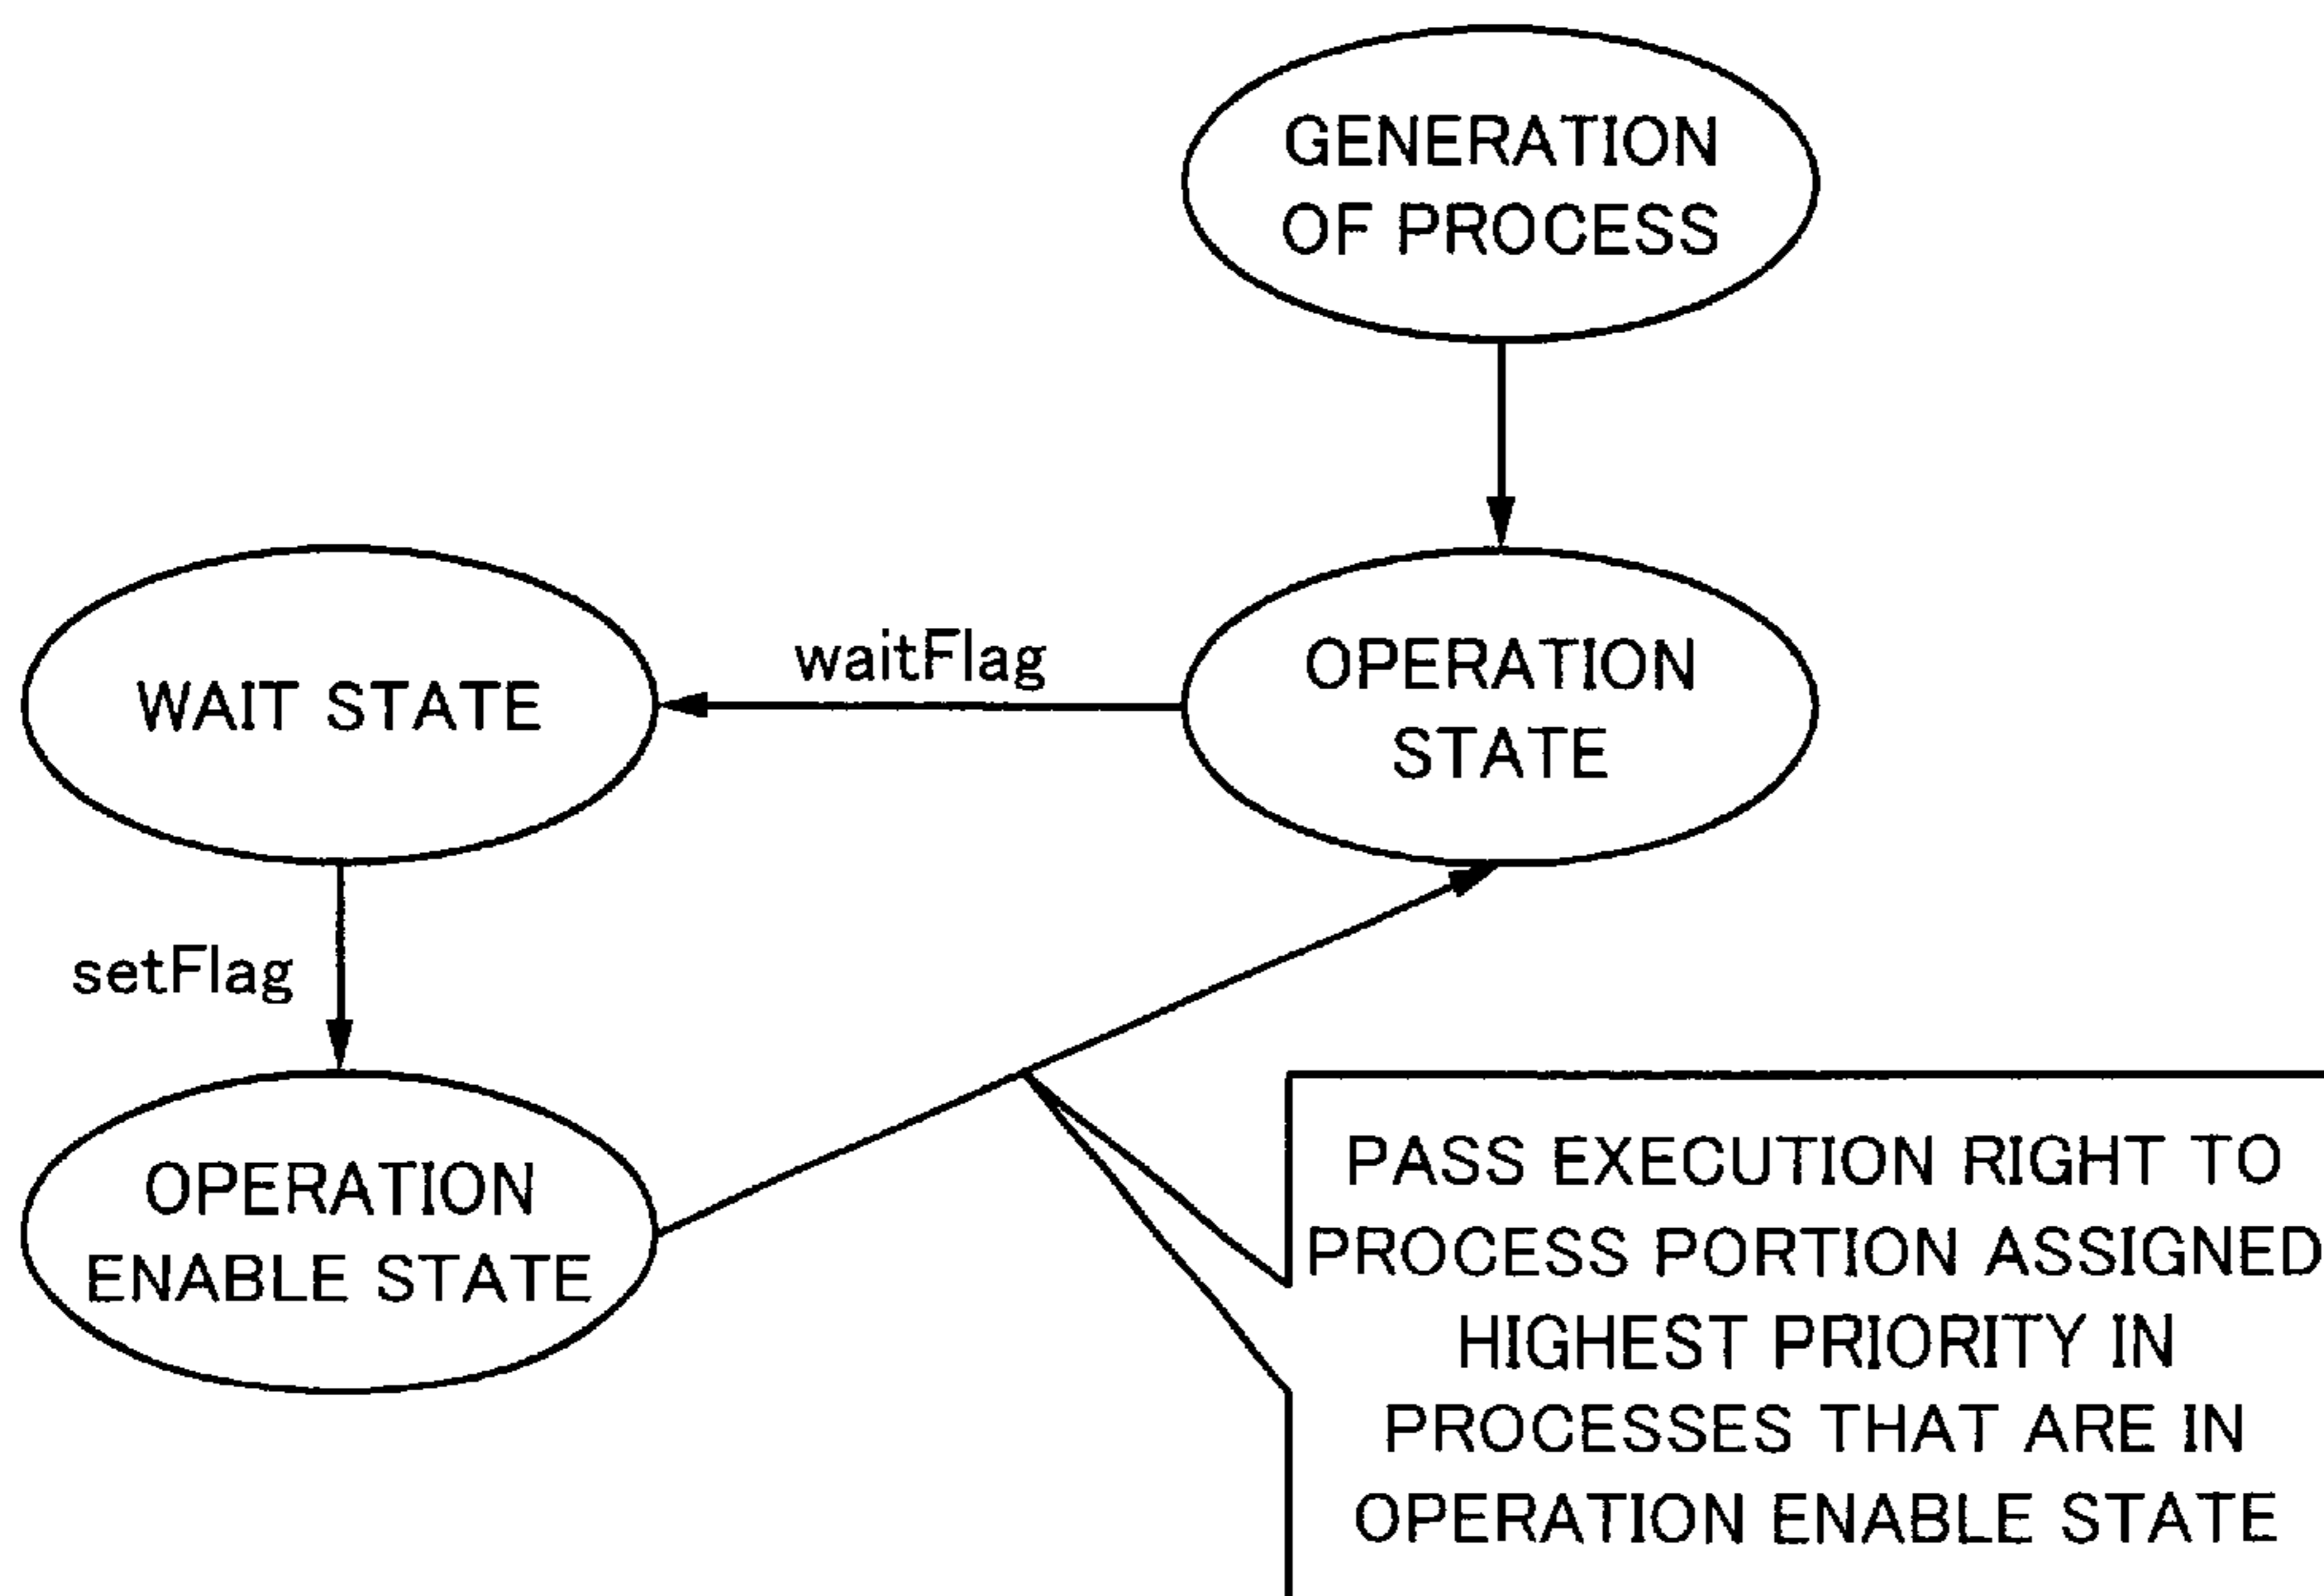 GENERATION
OF PROCESS
WAIT STATE
waitFlag
OPERATION
STATE
setFlag
OPERATION
ENABLE STATE
PASS EXECUTION RIGHT TO
PROCESS PORTION ASSIGNED
HIGHEST PRIORITY IN
PROCESSES THAT ARE IN
OPERATION ENABLE STATE